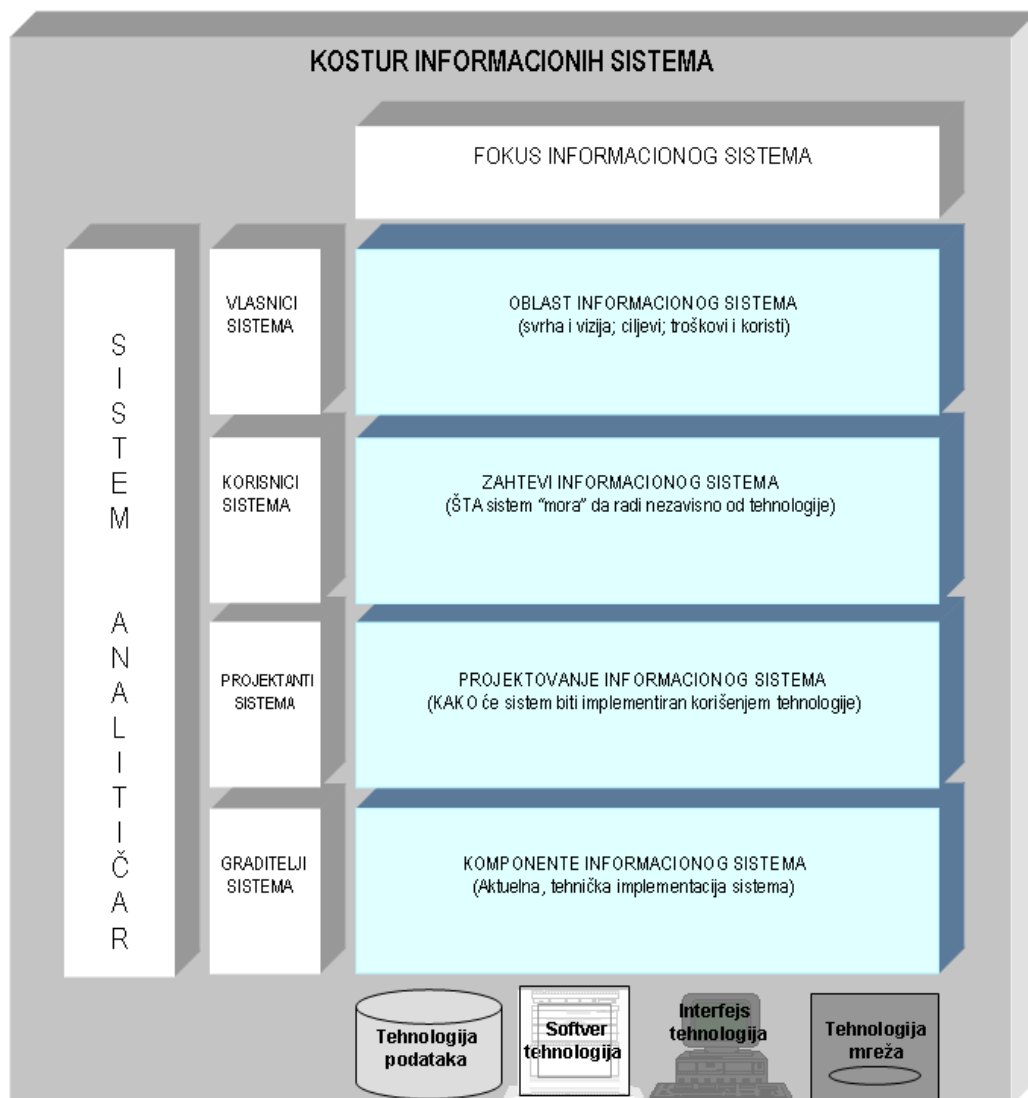 KOSTUR INFORMACIONIH SISTEMA
FOKUS INFORMACIONOG SISTEMA
SISTEM ANALITIČAR
VLASNICI
SISTEMA
OBLAST INFORMACIONOG SISTEMA
(svrha i vizija; ciljevi; troškovi i koristi)
KORISNICI
SISTEMA
ZAHTEVI INFORMACIONOG SISTEMA
(ŠTA sistem “mora” da radi nezavisno od tehnologije)
PROJEKTANTI
SISTEMA
PROJEKTOVANJE INFORMACIONOG SISTEMA
(KAKO će sistem biti implementiran korišenjem tehnologije)
GRADITELJI
SISTEMA
KOMPONENTE INFORMACIONOG SISTEMA
(Aktuelna, tehnička implementacija sistema)
Tehnologija
podataka
Softver
tehnologija
Interfejs
tehnologija
Tehnologija
mreža